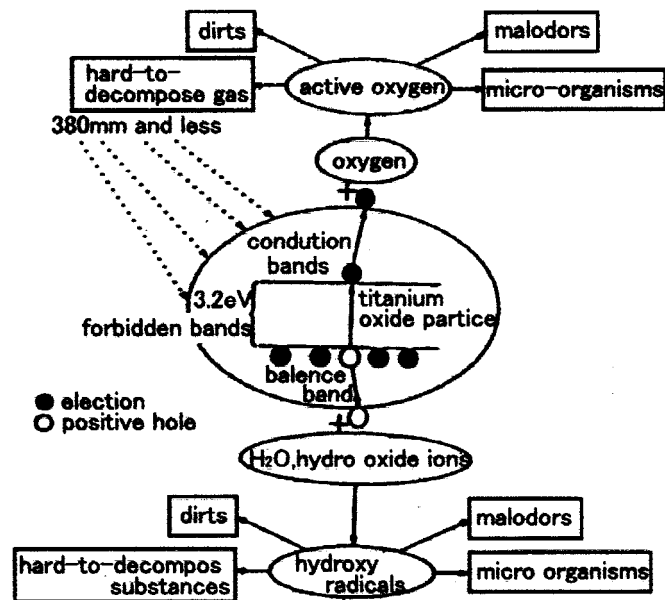 dirts
malodors
hard-to-
decompose gas
active oxygen
micro-organisms
380mm and less
oxygen
+
condution
bands
3.2eV
forbidden bands
titanium
oxide partice
balence
band
election
positive hole
+
H₂O,hydro oxide ions
dirts
malodors
hard-to-decompos
substances
hydroxy
radicals
micro organisms